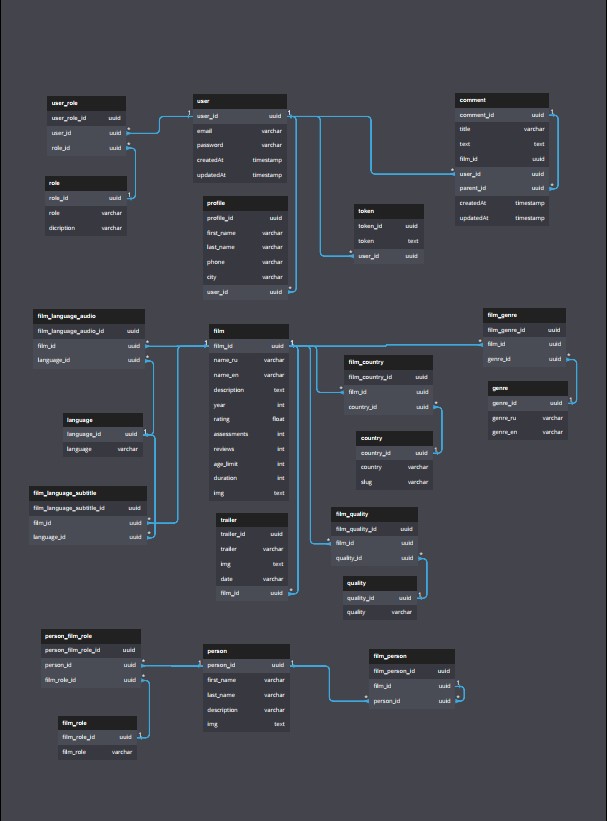 user_role
user_role_id uuid
user_id uuid
role_id uuid
role
role_id uuid
role varchar
dicription varchar
user
user_id uuid
email varchar
password varchar
createdAt timestamp
updatedAt timestamp
profile
profile_id uuid
first_name varchar
last_name varchar
phone varchar
city varchar
user_id uuid
token
token_id uuid
token text
user_id uuid
comment
comment_id uuid
title varchar
text text
film_id uuid
user_id uuid
parent_id uuid
createdAt timestamp
updatedAt timestamp
film_language_audio
film_language_audio_id uuid
film_id uuid
language_id uuid
language
language_id uuid
language varchar
film_language_subtitle
film_language_subtitle_id uuid
film_id uuid
language_id uuid
film
film_id uuid
name_ru varchar
name_en varchar
description text
year int
rating float
assessments int
reviews int
age_limit int
duration int
img text
trailer
trailer_id uuid
trailer varchar
img text
date varchar
film_id uuid
film_country
film_country_id uuid
film_id uuid
country_id uuid
country
country_id uuid
country varchar
slug varchar
film_quality
film_quality_id uuid
film_id uuid
quality_id uuid
quality
quality_id uuid
quality varchar
film_genre
film_genre_id uuid
film_id uuid
genre_id uuid
genre
genre_id uuid
genre_ru varchar
genre_en varchar
person_film_role
person_film_role_id uuid
person_id uuid
film_role_id uuid
film_role
film_role_id uuid
film_role varchar
person
person_id uuid
first_name varchar
last_name varchar
description varchar
img text
film_person
film_person_id uuid
film_id uuid
person_id uuid